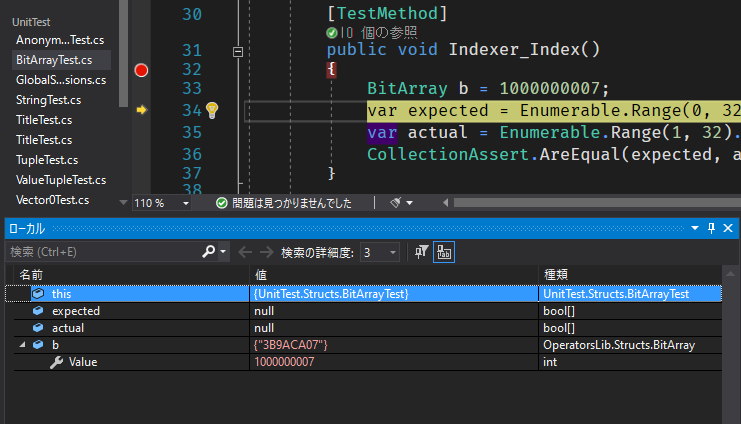 UnitTest
Anonym...Test.cs
BitArrayTest.cs
GlobalS...sions.cs
StringTest.cs
TitleTest.cs
TitleTest.cs
TupleTest.cs
ValueTupleTest.cs
Vector0Test.cs
30 [TestMethod]
0 個の参照
31 public void Indexer_Index()
32 {
33 BitArray b = 1000000007;
34 var expected = Enumerable.Range(0, 32
35 var actual = Enumerable.Range(1, 32).
36 CollectionAssert.AreEqual(expected, a
37 }
38
110 % 問題は見つかりませんでした
ローカル
検索 (Ctrl+E) 検索の詳細度: 3
名前 値 種類
this {UnitTest.Structs.BitArrayTest} UnitTest.Structs.BitArrayTest
expected null bool[]
actual null bool[]
b {"3B9ACA07"} OperatorsLib.Structs.BitArray
Value 1000000007 int